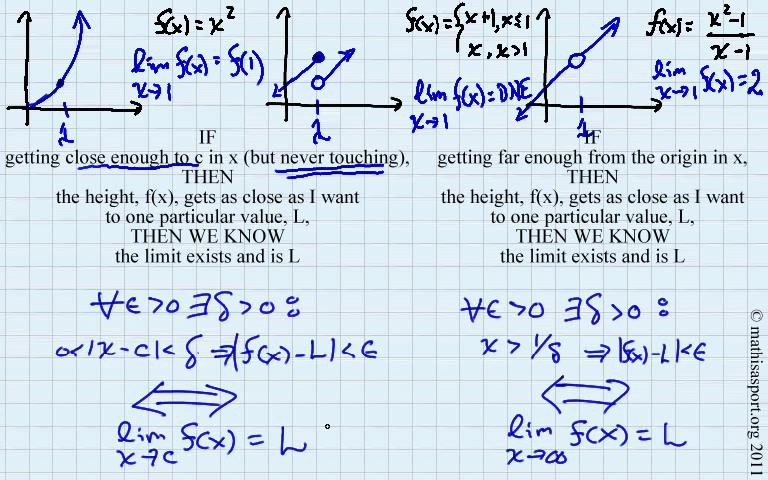 f(x) = x²
lim f(x) = f(1)
x→1
1
f(x) = { x+1, x≤1
x, x>1
lim f(x) = DNE
x→1
1
f(x) = x²-1
x-1
lim f(x) = 2
x→1
1
IF
getting close enough to c in x (but never touching),
THEN
the height, f(x), gets as close as I want
to one particular value, L,
THEN WE KNOW
the limit exists and is L
∀ε>0 ∃δ>0 :
0<|x-c|<δ ⇒ |f(x)-L|<ε
⟺
lim f(x) = L
x→c
IF
getting far enough from the origin in x,
THEN
the height, f(x), gets as close as I want
to one particular value, L,
THEN WE KNOW
the limit exists and is L
∀ε>0 ∃δ>0 :
x > 1/δ ⇒ |f(x)-L|<ε
⟺
lim f(x) = L
x→∞
© mathisasport.org 2011